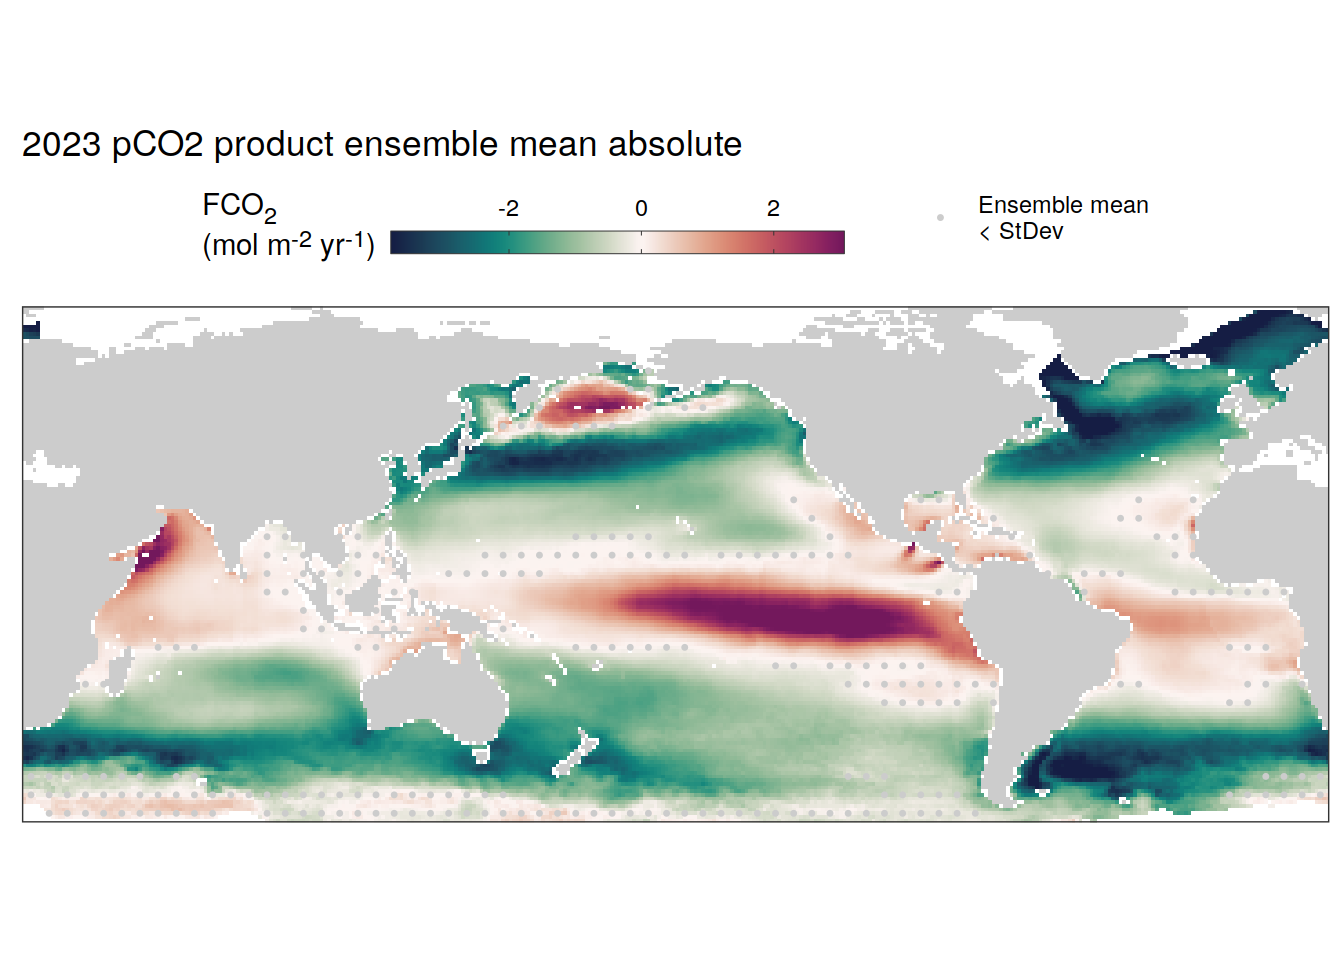 2023 pCO2 product ensemble mean absolute
FCO₂
(mol m⁻² yr⁻¹)
-2 0 2
Ensemble mean
< StDev